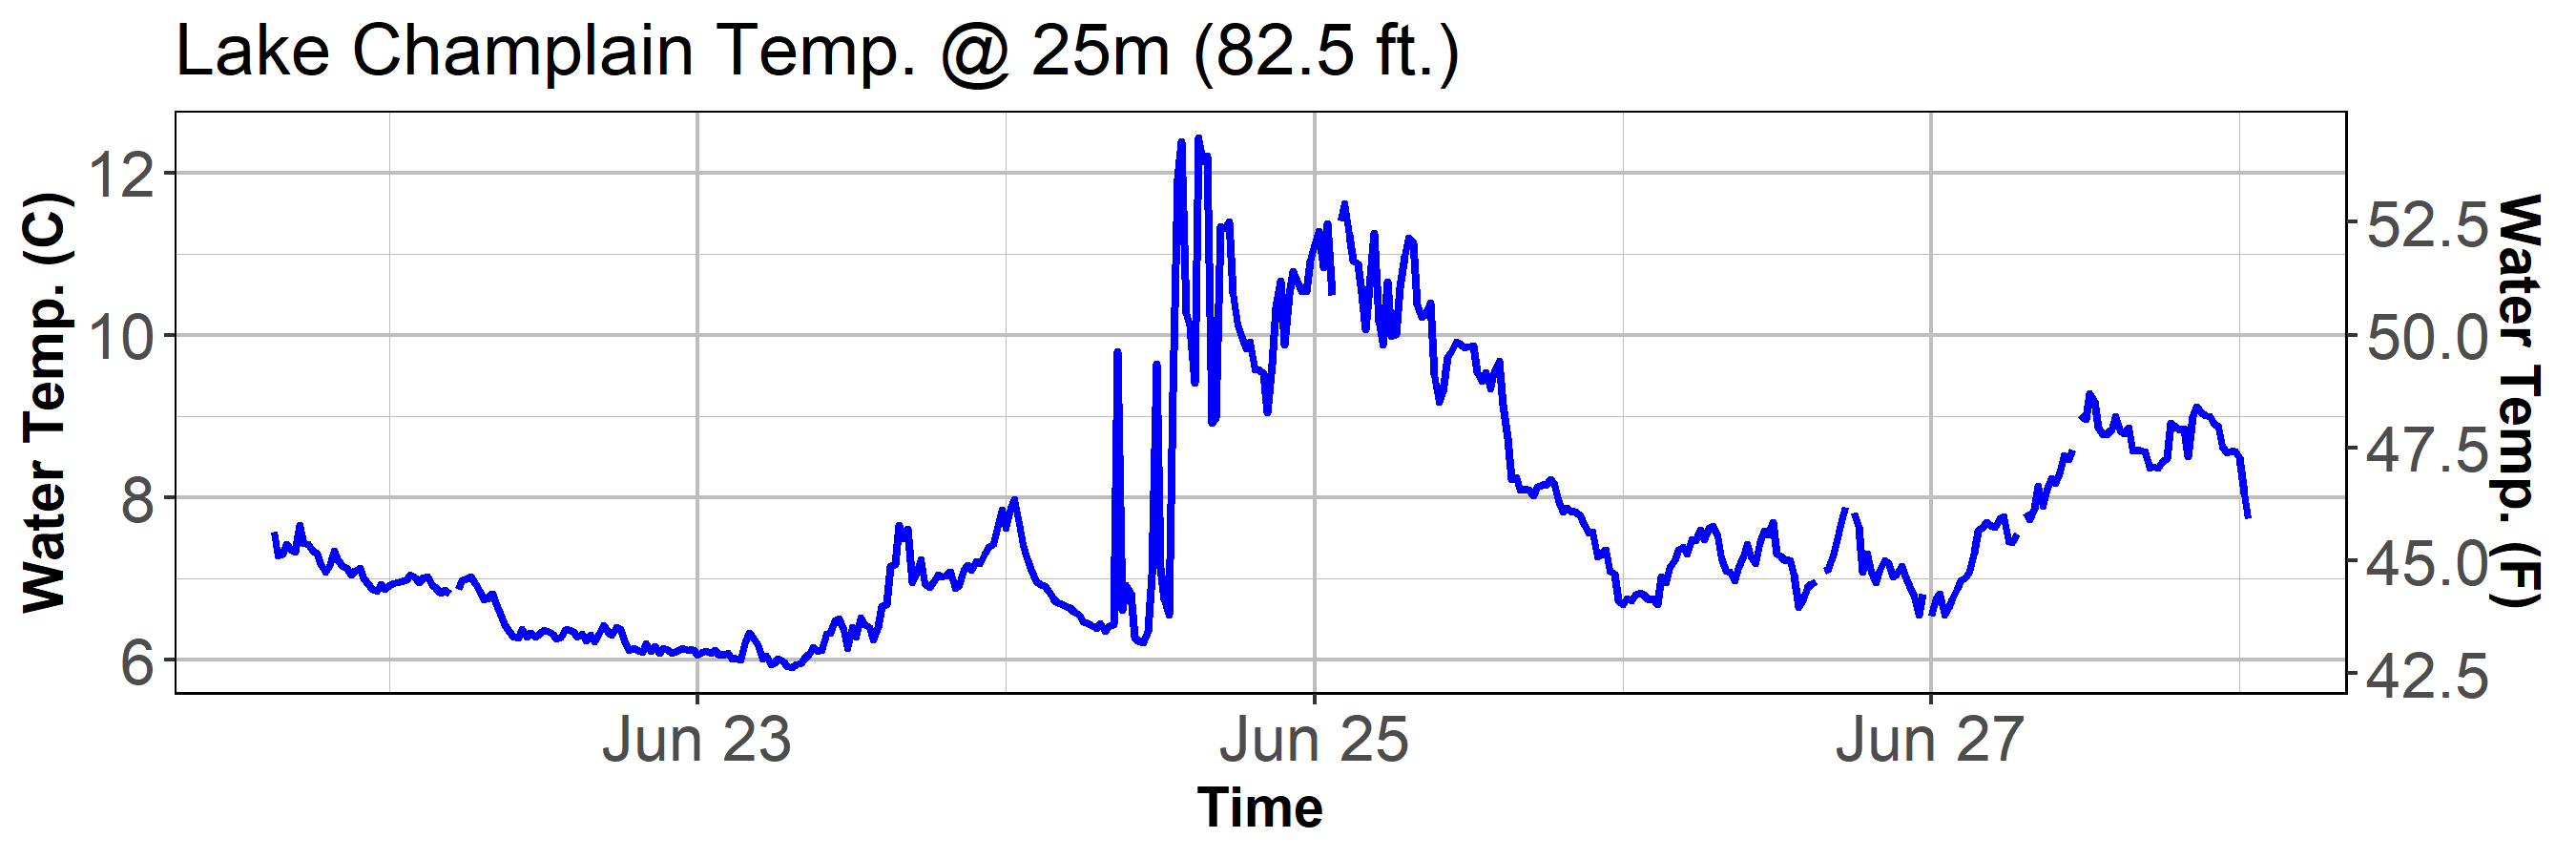 Lake Champlain Temp. @ 25m (82.5 ft.)
Water Temp. (C)
12
10
8
6
52.5
50.0
47.5
45.0
42.5
Water Temp. (F)
Jun 23
Jun 25
Jun 27
Time